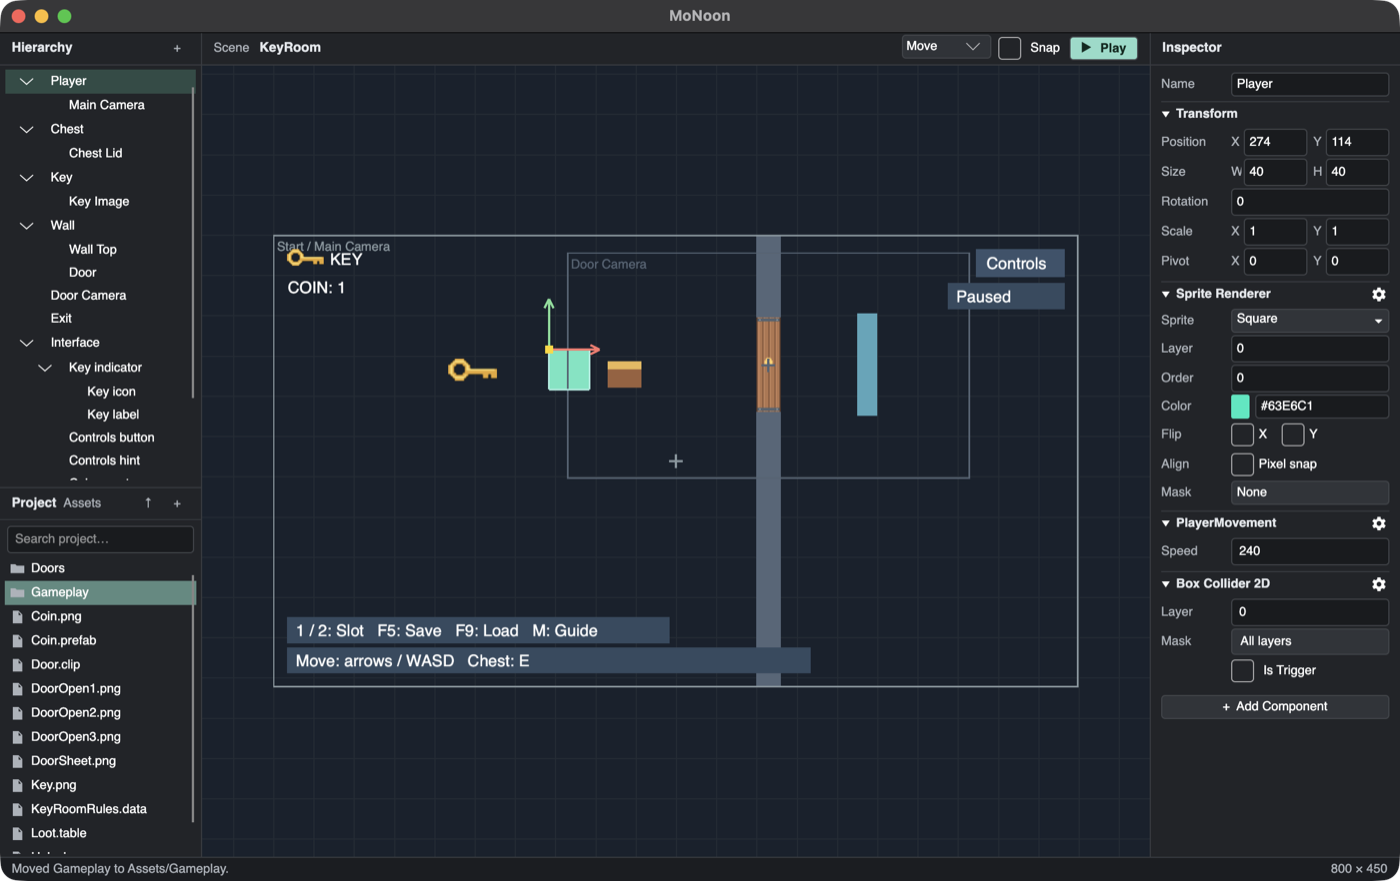 MoNoon
Hierarchy +
Player
Main Camera
Chest
Chest Lid
Key
Key Image
Wall
Wall Top
Door
Door Camera
Exit
Interface
Key indicator
Key icon
Key label
Controls button
Controls hint
Project Assets ↑ +
Search project...
Doors
Gameplay
Coin.png
Coin.prefab
Door.clip
DoorOpen1.png
DoorOpen2.png
DoorOpen3.png
DoorSheet.png
Key.png
KeyRoomRules.data
Loot.table
Scene KeyRoom
Move
Snap
Play
Start / Main Camera
KEY
COIN: 1
Door Camera
Controls
Paused
1 / 2: Slot F5: Save F9: Load M: Guide
Move: arrows / WASD Chest: E
Inspector
Name Player
Transform
Position X 274 Y 114
Size W 40 H 40
Rotation 0
Scale X 1 Y 1
Pivot X 0 Y 0
Sprite Renderer
Sprite Square
Layer 0
Order 0
Color #63E6C1
Flip X Y
Align Pixel snap
Mask None
PlayerMovement
Speed 240
Box Collider 2D
Layer 0
Mask All layers
Is Trigger
+ Add Component
Moved Gameplay to Assets/Gameplay.
800 × 450